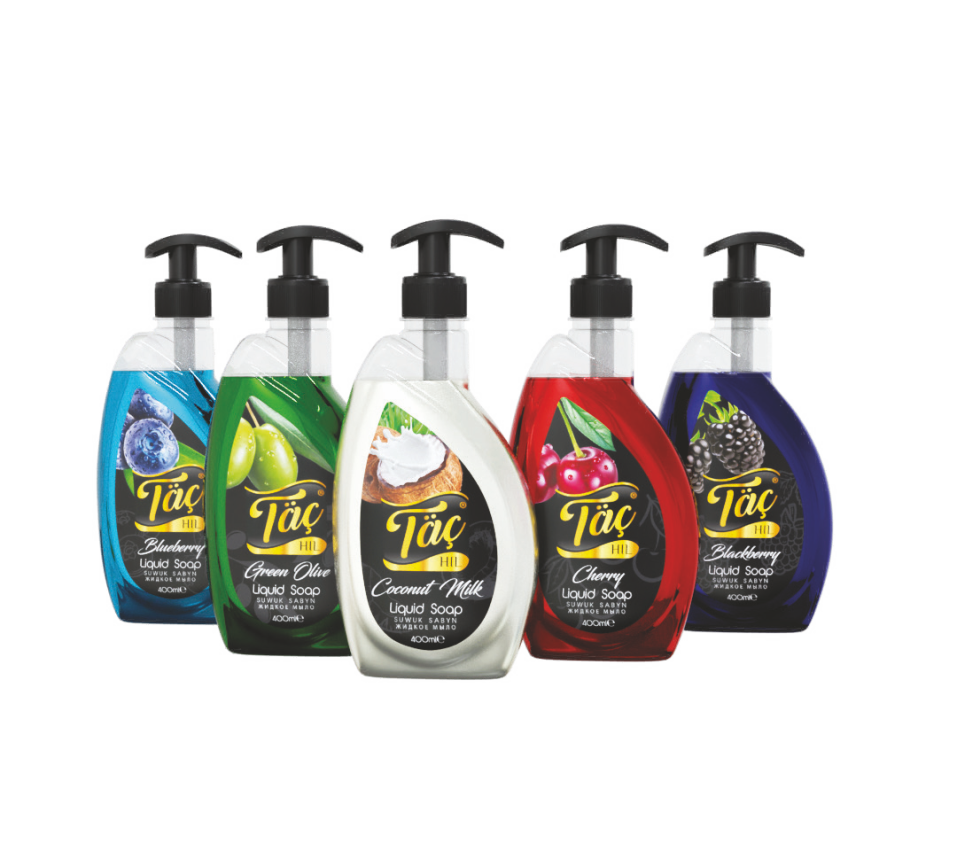 Täç®
HIL
Blueberry
Liquid Soap
SUWUK SABYN
ЖИДКОЕ МЫЛО
400ml℮
Täç®
HIL
Green Olive
Liquid Soap
SUWUK SABYN
ЖИДКОЕ МЫЛО
400ml℮
Täç®
HIL
Coconut Milk
Liquid Soap
SUWUK SABYN
ЖИДКОЕ МЫЛО
400ml℮
Täç®
HIL
Cherry
Liquid Soap
SUWUK SABYN
ЖИДКОЕ МЫЛО
400ml℮
Täç®
HIL
Blackberry
Liquid Soap
SUWUK SABYN
ЖИДКОЕ МЫЛО
400ml℮